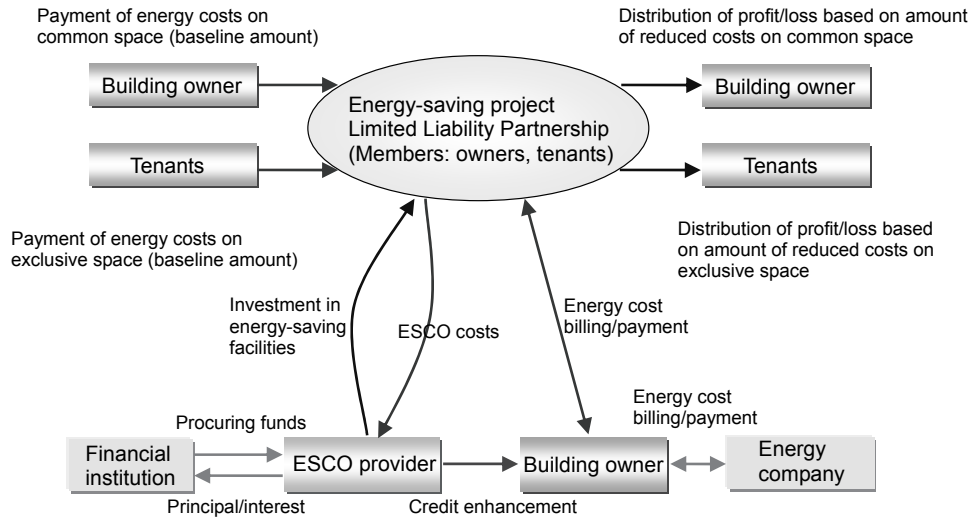 Payment of energy costs on
common space (baseline amount)
Distribution of profit/loss based on amount
of reduced costs on common space
Building owner
Energy-saving project
Limited Liability Partnership
(Members: owners, tenants)
Building owner
Tenants
Tenants
Payment of energy costs on
exclusive space (baseline amount)
Distribution of profit/loss based
on amount of reduced costs on
exclusive space
Investment in
energy-saving
facilities
ESCO costs
Energy cost
billing/payment
Energy cost
billing/payment
Procuring funds
Financial
institution
ESCO provider
Building owner
Energy
company
Principal/interest
Credit enhancement